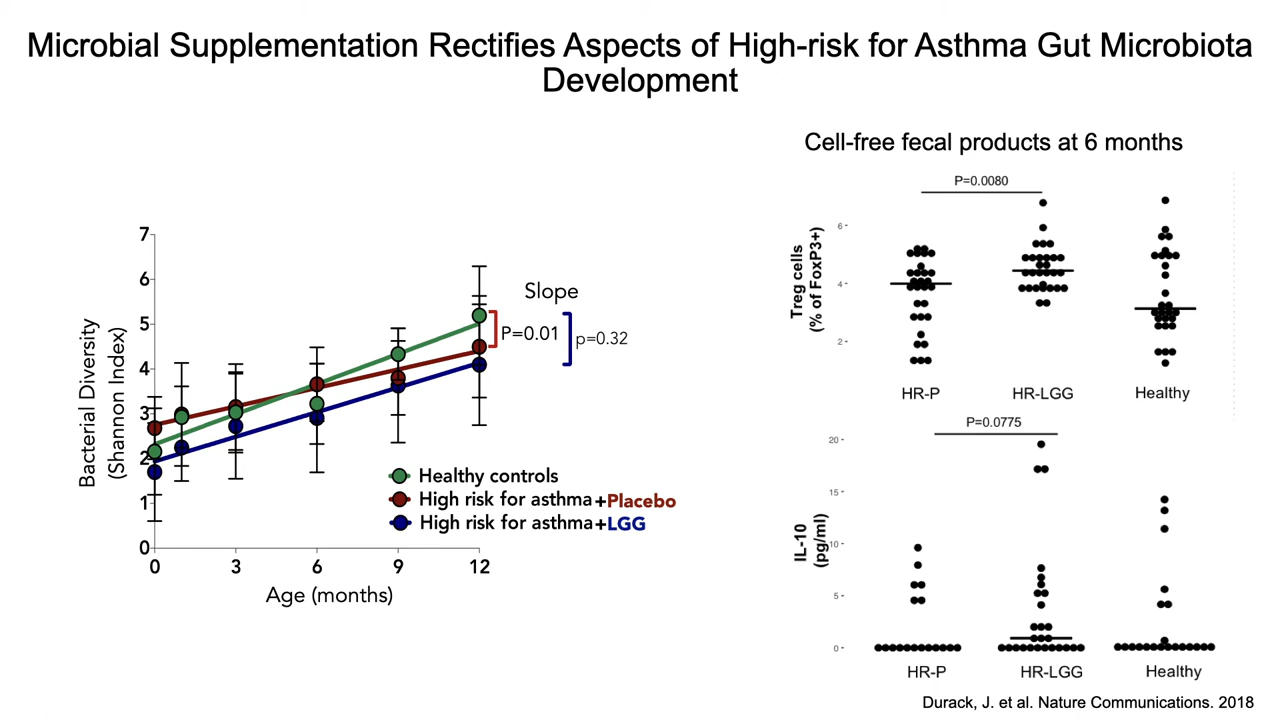 Microbial Supplementation Rectifies Aspects of High-risk for Asthma Gut Microbiota
Development
Bacterial Diversity
(Shannon Index)
7
6
5
4
3
2
1
0
0
3
6
9
12
Age (months)
Slope
P=0.01
p=0.32
Healthy controls
High risk for asthma+Placebo
High risk for asthma+LGG
Cell-free fecal products at 6 months
P=0.0080
Treg cells
(% of FoxP3+)
6
4
2
HR-P
HR-LGG
Healthy
P=0.0775
IL-10
(pg/ml)
20
15
10
5
0
HR-P
HR-LGG
Healthy
Durack, J. et al. Nature Communications. 2018